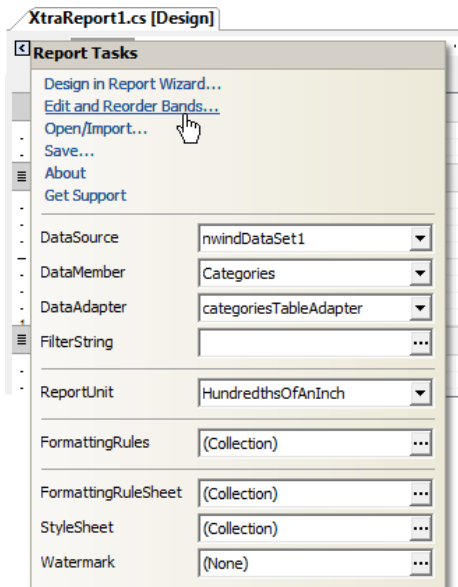 XtraReport1.cs [Design]
Report Tasks
Design in Report Wizard...
Edit and Reorder Bands...
Open/Import...
Save...
About
Get Support
DataSource nwindDataSet1
DataMember Categories
DataAdapter categoriesTableAdapter
FilterString
ReportUnit HundredthsOfAnInch
FormattingRules (Collection)
FormattingRuleSheet (Collection)
StyleSheet (Collection)
Watermark (None)